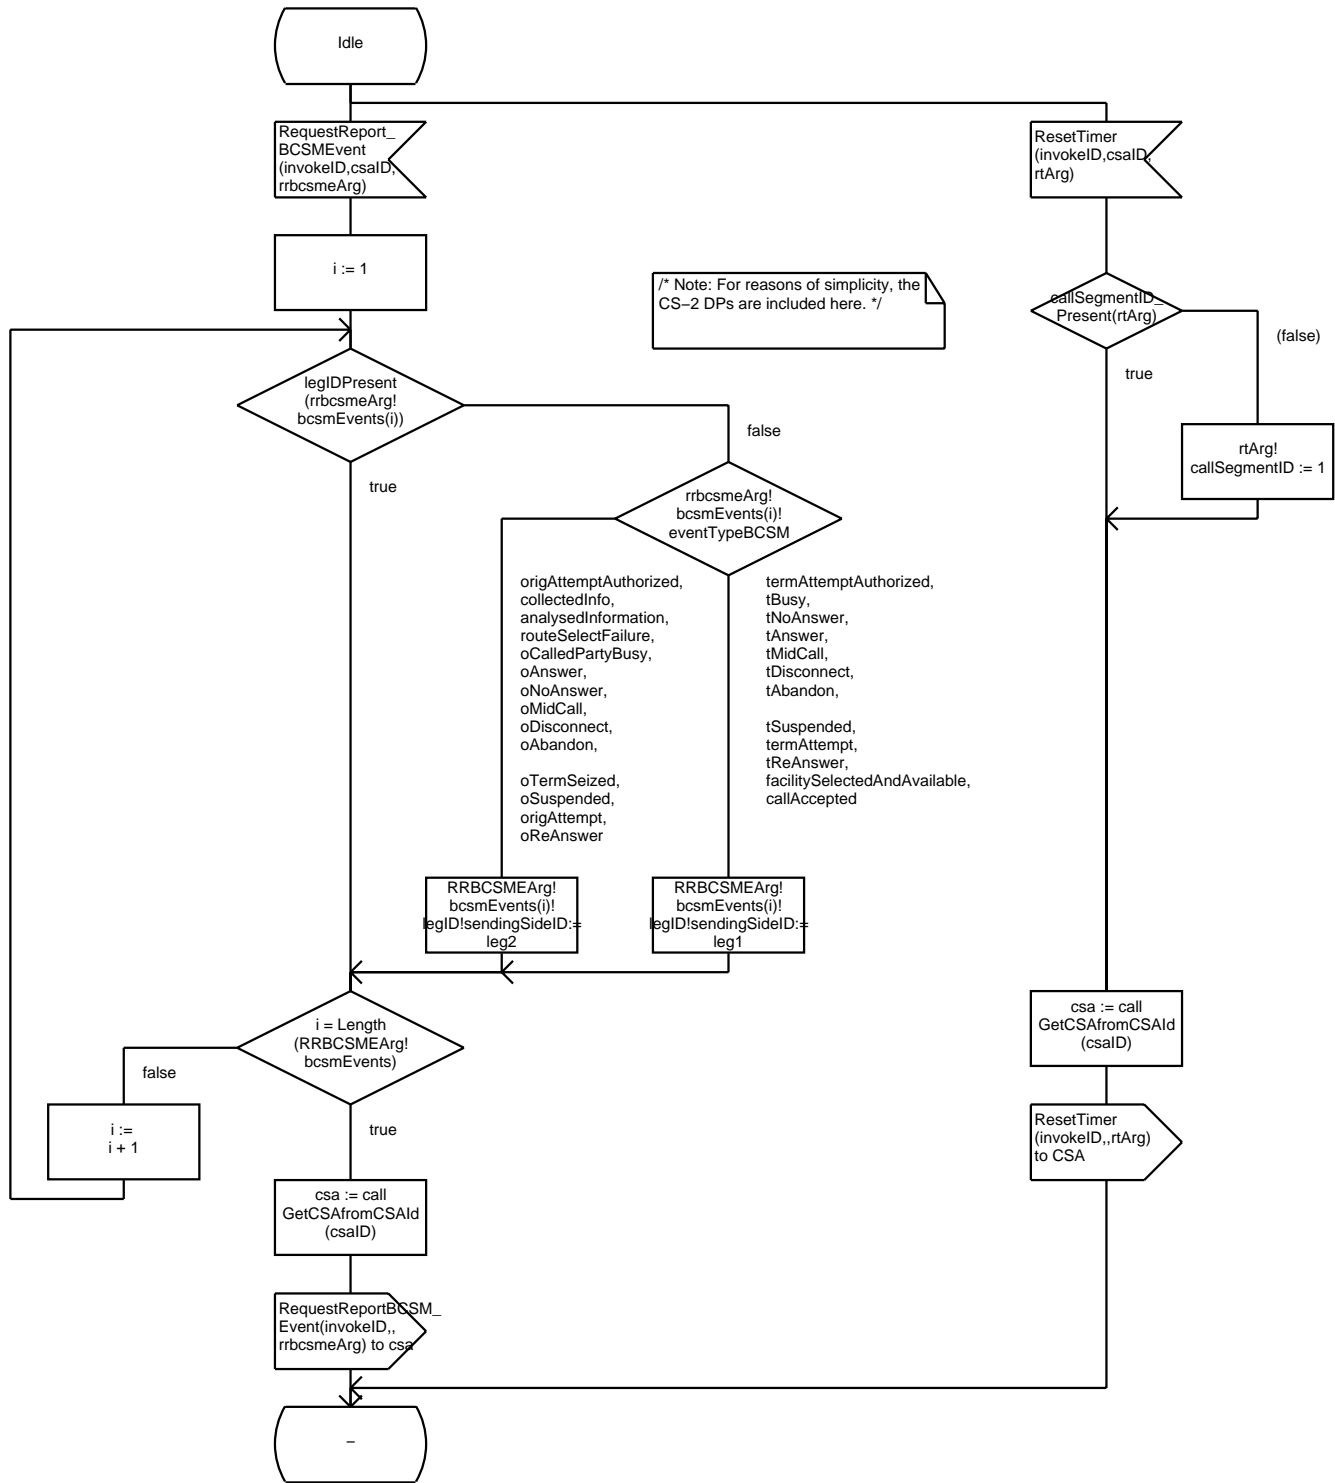 Idle
RequestReport_
BCSMEvent
(invokeID,csaID,
rrbcsmeArg)
ResetTimer
(invokeID,csaID,
rtArg)
i := 1
/* Note: For reasons of simplicity, the
CS–2 DPs are included here. */
callSegmentID_
Present(rtArg)
(false)
true
legIDPresent
(rrbcsmeArg!
bcsmEvents(i))
false
true
rtArg!
callSegmentID := 1
rrbcsmeArg!
bcsmEvents(i)!
eventTypeBCSM
origAttemptAuthorized,
collectedInfo,
analysedInformation,
routeSelectFailure,
oCalledPartyBusy,
oAnswer,
oNoAnswer,
oMidCall,
oDisconnect,
oAbandon,
oTermSeized,
oSuspended,
origAttempt,
oReAnswer
termAttemptAuthorized,
tBusy,
tNoAnswer,
tAnswer,
tMidCall,
tDisconnect,
tAbandon,
tSuspended,
termAttempt,
tReAnswer,
facilitySelectedAndAvailable,
callAccepted
RRBCSMEArg!
bcsmEvents(i)!
legID!sendingSideID:=
leg2
RRBCSMEArg!
bcsmEvents(i)!
legID!sendingSideID:=
leg1
i = Length
(RRBCSMEArg!
bcsmEvents)
false
true
i :=
i + 1
csa := call
GetCSAfromCSAId
(csaID)
ResetTimer
(invokeID,,rtArg)
to CSA
csa := call
GetCSAfromCSAId
(csaID)
RequestReportBCSM_
Event(invokeID,,
rrbcsmeArg) to csa
–